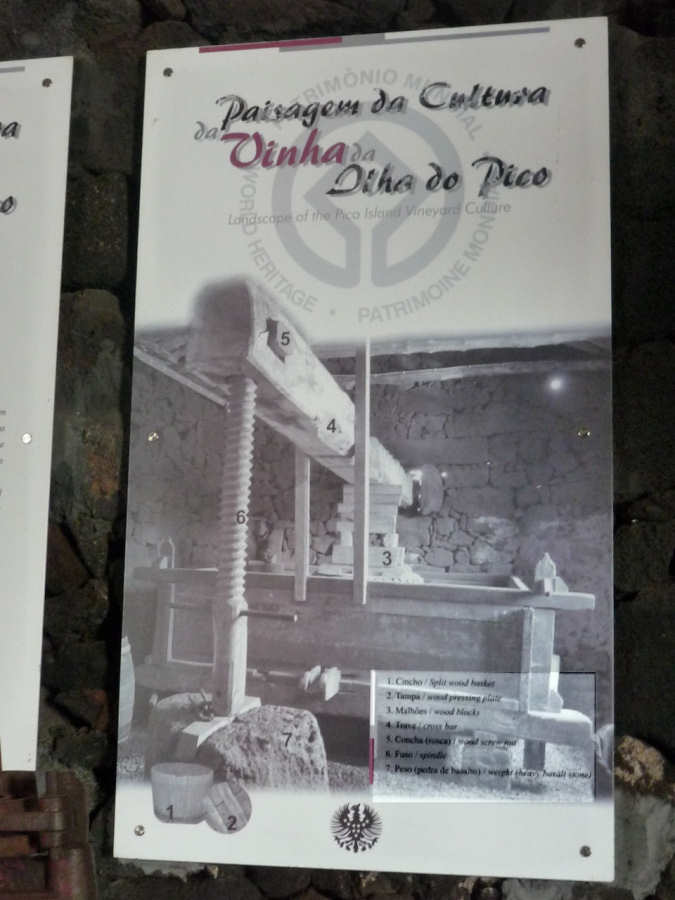 Paisagem da Cultura
da Vinha da
Ilha do Pico
Landscape of the Pico Island Vineyard Culture
PATRIMÔNIO MUNDIAL • WORLD HERITAGE • PATRIMOINE MONDIAL
5
4
6
3
7
1
2
1. Cincho / Split wood basket
2. Tampa / wood pressing plate
3. Malhões / wood blocks
4. Trave / cross bar
5. Concha (rosca) / wood screw nut
6. Fuso / spindle
7. Peso (pedra de basalto) / weight (heavy basalt stone)